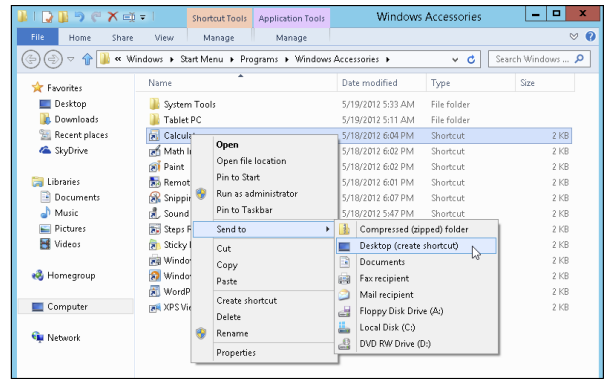 Shortcut Tools Application Tools Windows Accessories
File Home Share View Manage Manage
« Windows ▸ Start Menu ▸ Programs ▸ Windows Accessories ▸ Search Windows ...
Name Date modified Type Size
Favorites
Desktop
Downloads
Recent places
SkyDrive
Libraries
Documents
Music
Pictures
Videos
Homegroup
Computer
Network
System Tools 5/19/2012 5:33 AM File folder
Tablet PC 5/19/2012 5:11 AM File folder
Calculat 5/18/2012 6:04 PM Shortcut 2 KB
Math I 5/18/2012 6:02 PM Shortcut 2 KB
Paint 5/18/2012 6:02 PM Shortcut 2 KB
Remot 5/18/2012 6:01 PM Shortcut 2 KB
Snippin 5/18/2012 6:07 PM Shortcut 2 KB
Sound 5/18/2012 5:47 PM Shortcut 2 KB
Steps R 2 KB
Sticky 2 KB
Windo 2 KB
Windo 2 KB
WordP 2 KB
XPS Vie 2 KB
Open
Open file location
Pin to Start
Run as administrator
Pin to Taskbar
Send to
Cut
Copy
Paste
Create shortcut
Delete
Rename
Properties
Compressed (zipped) folder
Desktop (create shortcut)
Documents
Fax recipient
Mail recipient
Floppy Disk Drive (A:)
Local Disk (C:)
DVD RW Drive (D:)